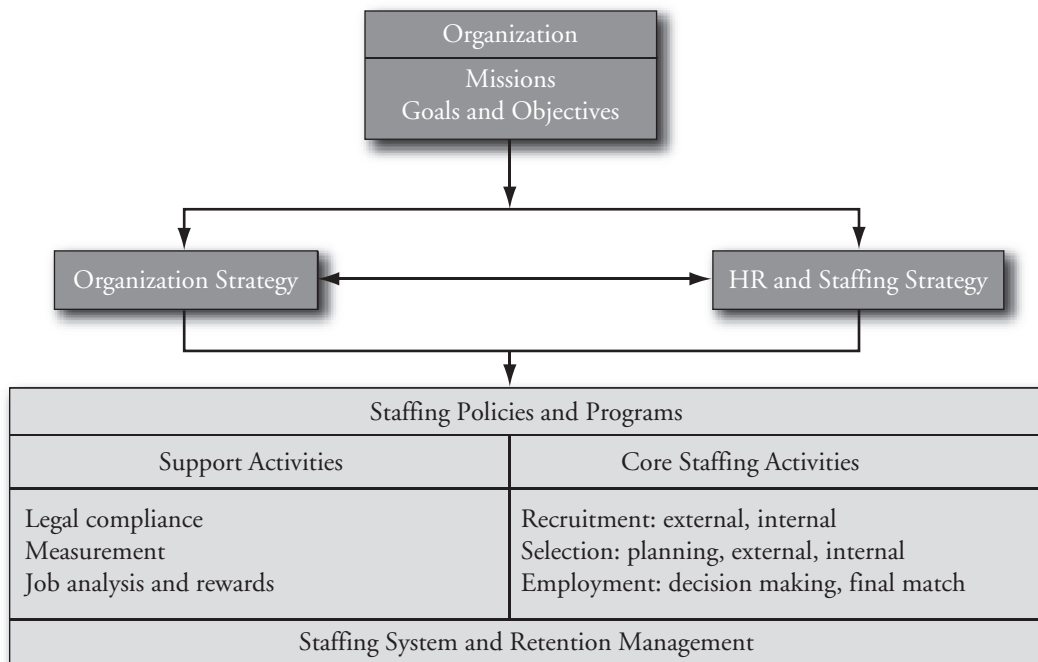 Organization
Missions
Goals and Objectives
Organization Strategy
HR and Staffing Strategy
Staffing Policies and Programs
Support Activities
Core Staffing Activities
Legal compliance
Measurement
Job analysis and rewards
Recruitment: external, internal
Selection: planning, external, internal
Employment: decision making, final match
Staffing System and Retention Management